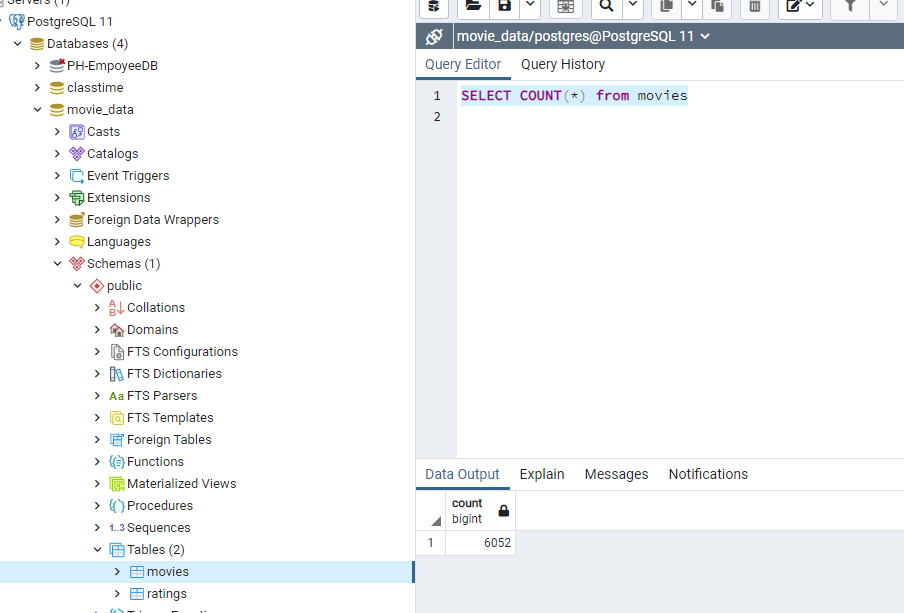 Servers (1)
PostgreSQL 11
Databases (4)
PH-EmpoyeeDB
classtime
movie_data
Casts
Catalogs
Event Triggers
Extensions
Foreign Data Wrappers
Languages
Schemas (1)
public
Collations
Domains
FTS Configurations
FTS Dictionaries
Aa FTS Parsers
FTS Templates
Foreign Tables
Functions
Materialized Views
Procedures
1..3 Sequences
Tables (2)
movies
ratings
movie_data/postgres@PostgreSQL 11
Query Editor Query History
1 SELECT COUNT(*) from movies
2
Data Output Explain Messages Notifications
count
bigint
1 6052